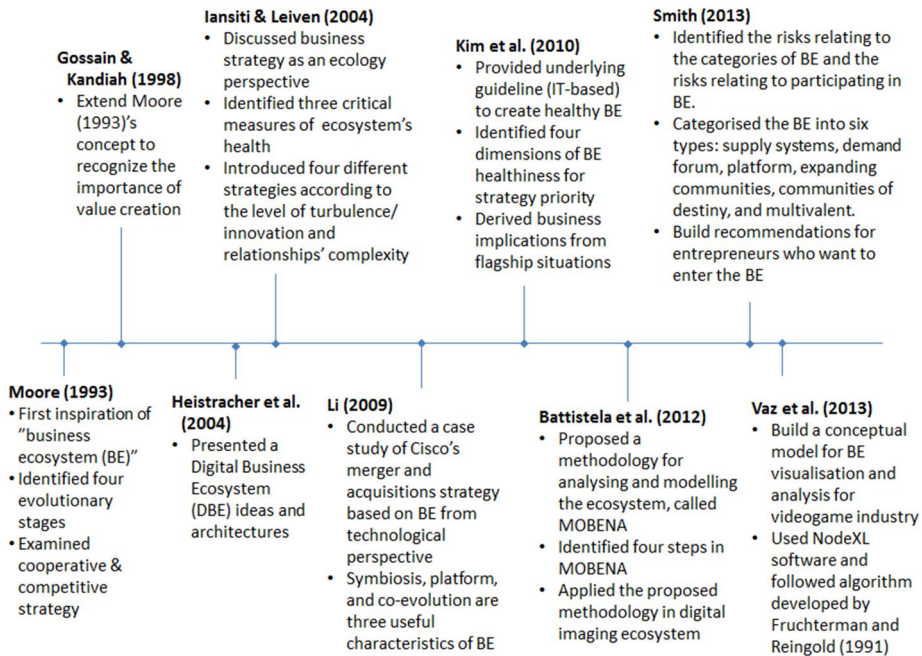 Gossain &
Kandiah (1998)
• Extend Moore
(1993)'s
concept to
recognize the
importance of
value creation
Iansiti & Leiven (2004)
• Discussed business
strategy as an ecology
perspective
• Identified three critical
measures of ecosystem's
health
• Introduced four different
strategies according to
the level of turbulence/
innovation and
relationships' complexity
Kim et al. (2010)
• Provided underlying
guideline (IT-based)
to create healthy BE
• Identified four
dimensions of BE
healthiness for
strategy priority
• Derived business
implications from
flagship situations
Smith (2013)
• Identified the risks relating to
the categories of BE and the
risks relating to participating in
BE.
• Categorised the BE into six
types: supply systems, demand
forum, platform, expanding
communities, communities of
destiny, and multivalent.
• Build recommendations for
entrepreneurs who want to
enter the BE
Moore (1993)
• First inspiration of
"business
ecosystem (BE)"
• Identified four
evolutionary
stages
• Examined
cooperative &
competitive
strategy
Heistracher et al.
(2004)
• Presented a
Digital Business
Ecosystem
(DBE) ideas and
architectures
Li (2009)
• Conducted a case
study of Cisco's
merger and
acquisitions strategy
based on BE from
technological
perspective
• Symbiosis, platform,
and co-evolution are
three useful
characteristics of BE
Battistela et al. (2012)
• Proposed a
methodology for
analysing and modelling
the ecosystem, called
MOBENA
• Identified four steps in
MOBENA
• Applied the proposed
methodology in digital
imaging ecosystem
Vaz et al. (2013)
• Build a conceptual
model for BE
visualisation and
analysis for
videogame industry
• Used NodeXL
software and
followed algorithm
developed by
Fruchterman and
Reingold (1991)